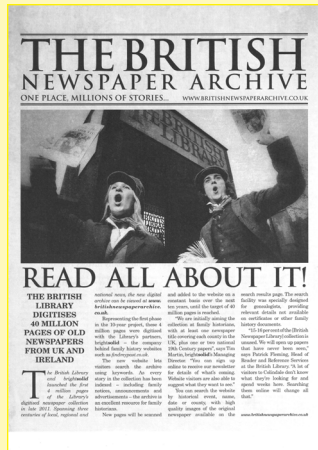 THE BRITISH
NEWSPAPER ARCHIVE
ONE PLACE, MILLIONS OF STORIES... WWW.BRITISHNEWSPAPERARCHIVE.CO.UK
READ ALL ABOUT IT!
THE BRITISH
LIBRARY
DIGITISES
40 MILLION
PAGES OF OLD
NEWSPAPERS
FROM UK AND
IRELAND
The British Library
and brightsolid
launched the first
4 million pages
of the Library's
digitised newspaper collection
in late 2011. Spanning three
centuries of local, regional and
national news, the new digital
archive can be viewed at www.
britishnewspaperarchive.
co.uk.
Representing the first phase
in the 10-year project, these 4
million pages were digitised
with the Library's partners,
brightsolid – the company
behind family history websites
such as findmypast.co.uk.
The new website lets
visitors search the archive
using keywords. As every
story in the collection has been
indexed – including family
notices, announcements and
advertisements – the archive is
an excellent resource for family
historians.
New pages will be scanned
and added to the website on a
constant basis over the next
ten years, until the target of 40
million pages is reached.
"We are initially aiming the
collection at family historians,
with at least one newspaper
title covering each county in the
UK, plus one or two national
19th Century papers", says
Martin, brightsolid's Managing
Director. "You can sign up
online to receive our newsletter
for details of what's coming.
Website visitors are also able to
suggest what they want to see."
You can search the website
by historical event, name,
date or county, with high
quality images of the original
newspaper available on the
search results page. The search
facility was specially designed
for genealogists, providing
relevant details not available
on certificates or other family
history documents.
"15-16 per cent of the (British
Newspaper Library) collection is
unused. It will open up papers
that have never been seen,"
says Patrick Fleming, Head of
Reader and Reference Services
at the British Library. "A lot of
visitors to Colindale don't know
what they're looking for and
spend weeks here. Searching
them online will change all
that."
www.britishnewspaperarchive.co.uk